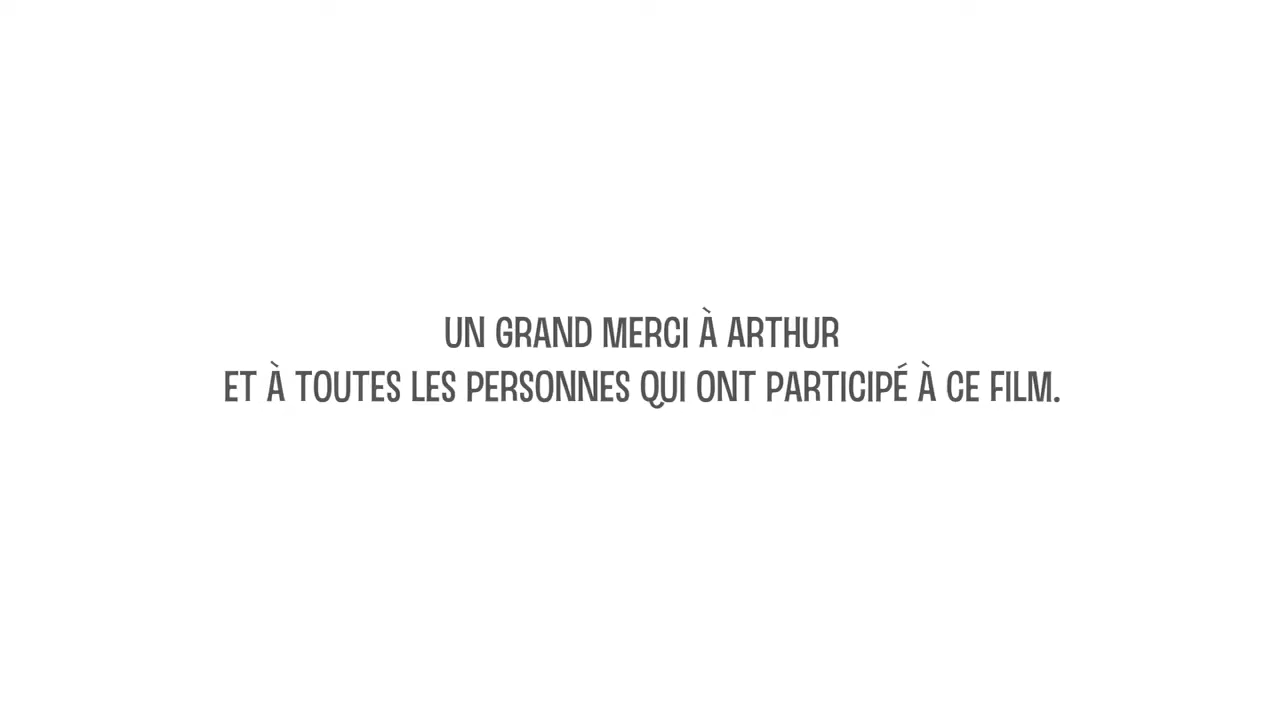 UN GRAND MERCI À ARTHUR
ET À TOUTES LES PERSONNES QUI ONT PARTICIPÉ À CE FILM.